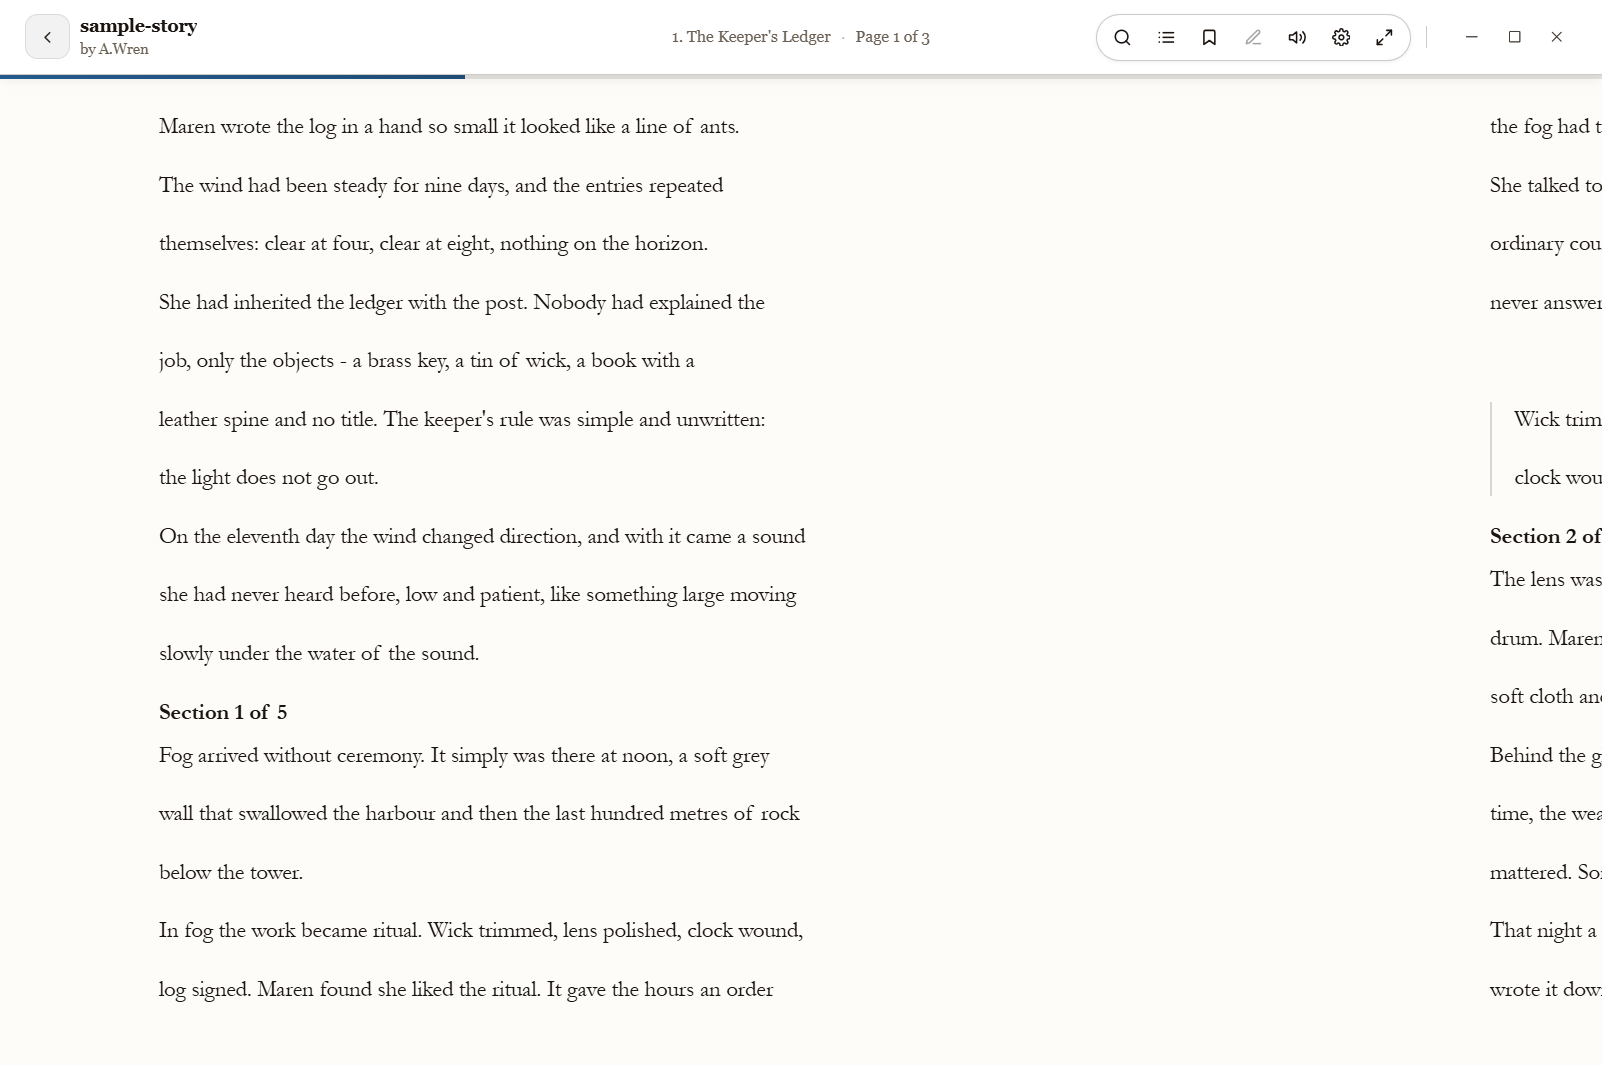 sample-story
by A.Wren
1. The Keeper's Ledger · Page 1 of 3
Maren wrote the log in a hand so small it looked like a line of ants.
The wind had been steady for nine days, and the entries repeated
themselves: clear at four, clear at eight, nothing on the horizon.
She had inherited the ledger with the post. Nobody had explained the
job, only the objects - a brass key, a tin of wick, a book with a
leather spine and no title. The keeper's rule was simple and unwritten:
the light does not go out.
On the eleventh day the wind changed direction, and with it came a sound
she had never heard before, low and patient, like something large moving
slowly under the water of the sound.
Section 1 of 5
Fog arrived without ceremony. It simply was there at noon, a soft grey
wall that swallowed the harbour and then the last hundred metres of rock
below the tower.
In fog the work became ritual. Wick trimmed, lens polished, clock wound,
log signed. Maren found she liked the ritual. It gave the hours an order
the fog had
She talked to
ordinary
never
Wick
clock
Section 2 of
The lens was
drum. Maren
soft cloth
Behind the
time, the
mattered.
That night a
wrote it